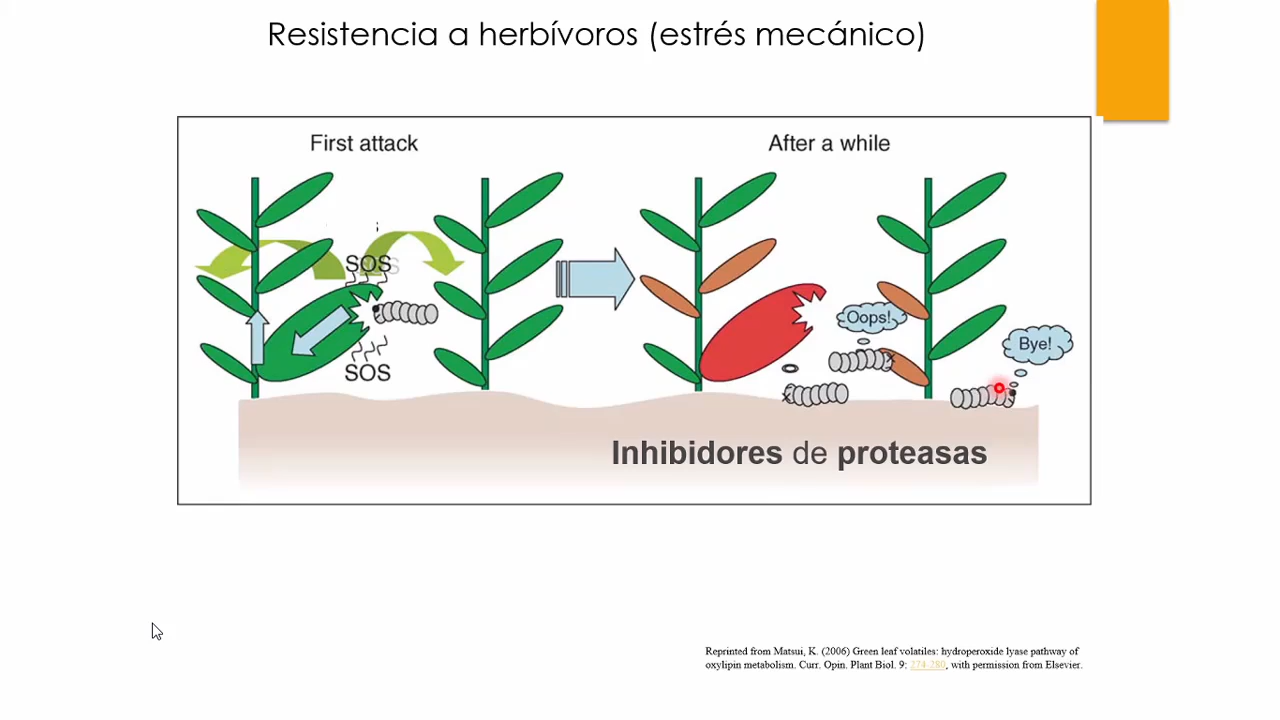 Resistencia a herbívoros (estrés mecánico)
First attack
After a while
SOS
SOS
Oops!
Bye!
Inhibidores de proteasas
Reprinted from Matsui, K. (2006) Green leaf volatiles: hydroperoxide lyase pathway of
oxylipin metabolism. Curr. Opin. Plant Biol. 9: 274-280, with permission from Elsevier.